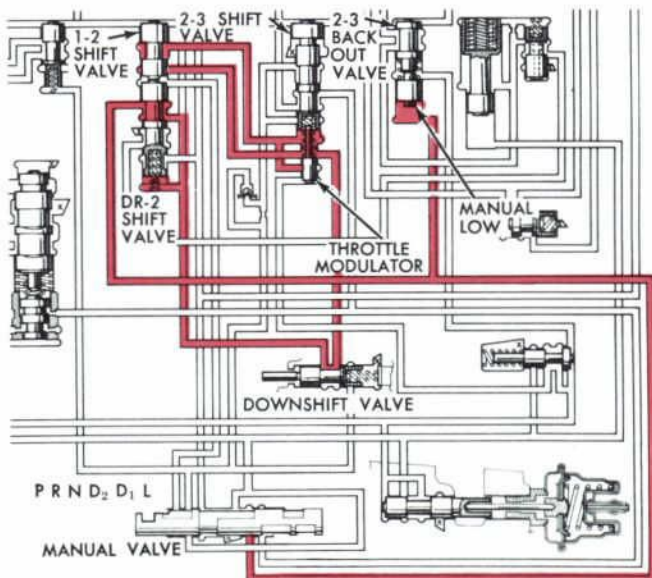 1-2
SHIFT
VALVE
2-3 SHIFT
VALVE
2-3
BACK
OUT
VALVE
DR-2
SHIFT
VALVE
THROTTLE
MODULATOR
MANUAL
LOW
DOWNSHIFT VALVE
P R N D₂ D₁ L
MANUAL VALVE